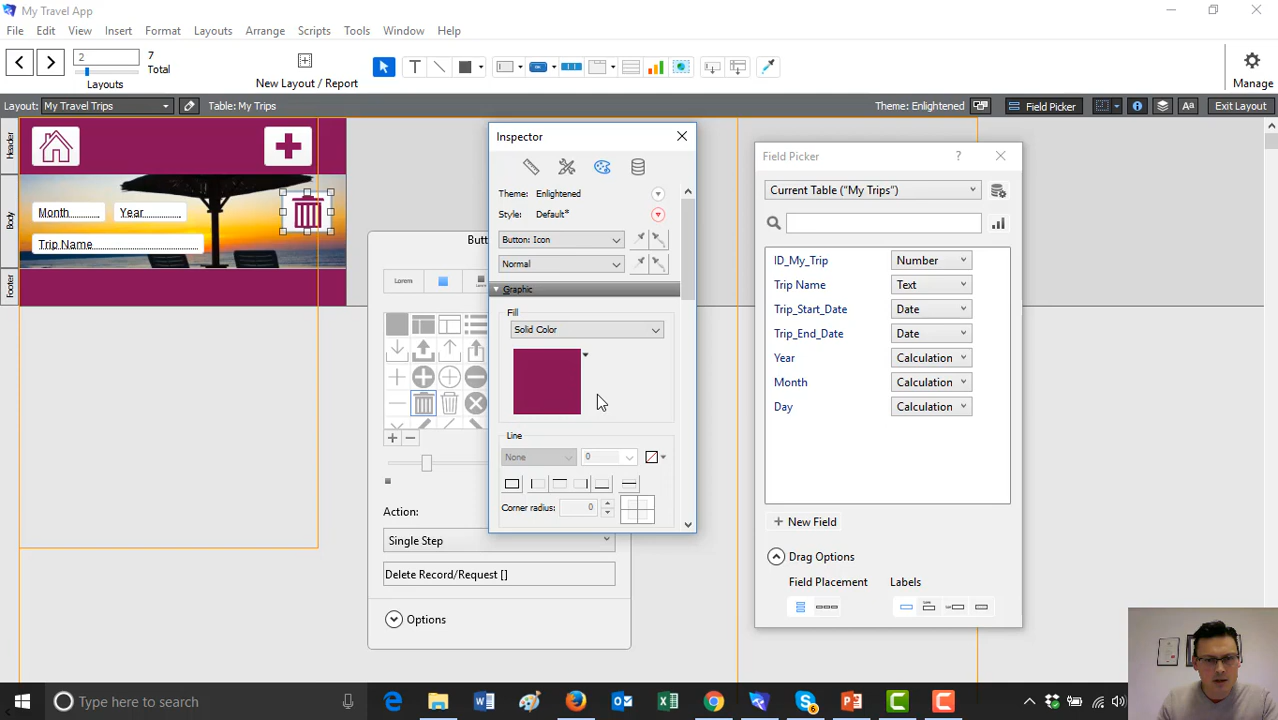 My Travel App
File Edit View Insert Format Layouts Arrange Scripts Tools Window Help
2
7
Total
Layouts
New Layout / Report
Manage
Layout: My Travel Trips
Table: My Trips
Theme: Enlightened
Field Picker
Aa
Exit Layout
Header
Body
Footer
Month
Year
Trip Name
Butt
Lorem
Action:
Single Step
Delete Record/Request []
Options
Inspector
Theme: Enlightened
Style: Default*
Button: Icon
Normal
Graphic
Fill
Solid Color
Line
None
0
Corner radius: 0
Field Picker
?
Current Table ("My Trips")
ID_My_Trip Number
Trip Name Text
Trip_Start_Date Date
Trip_End_Date Date
Year Calculation
Month Calculation
Day Calculation
+ New Field
Drag Options
Field Placement
Labels
Type here to search
6